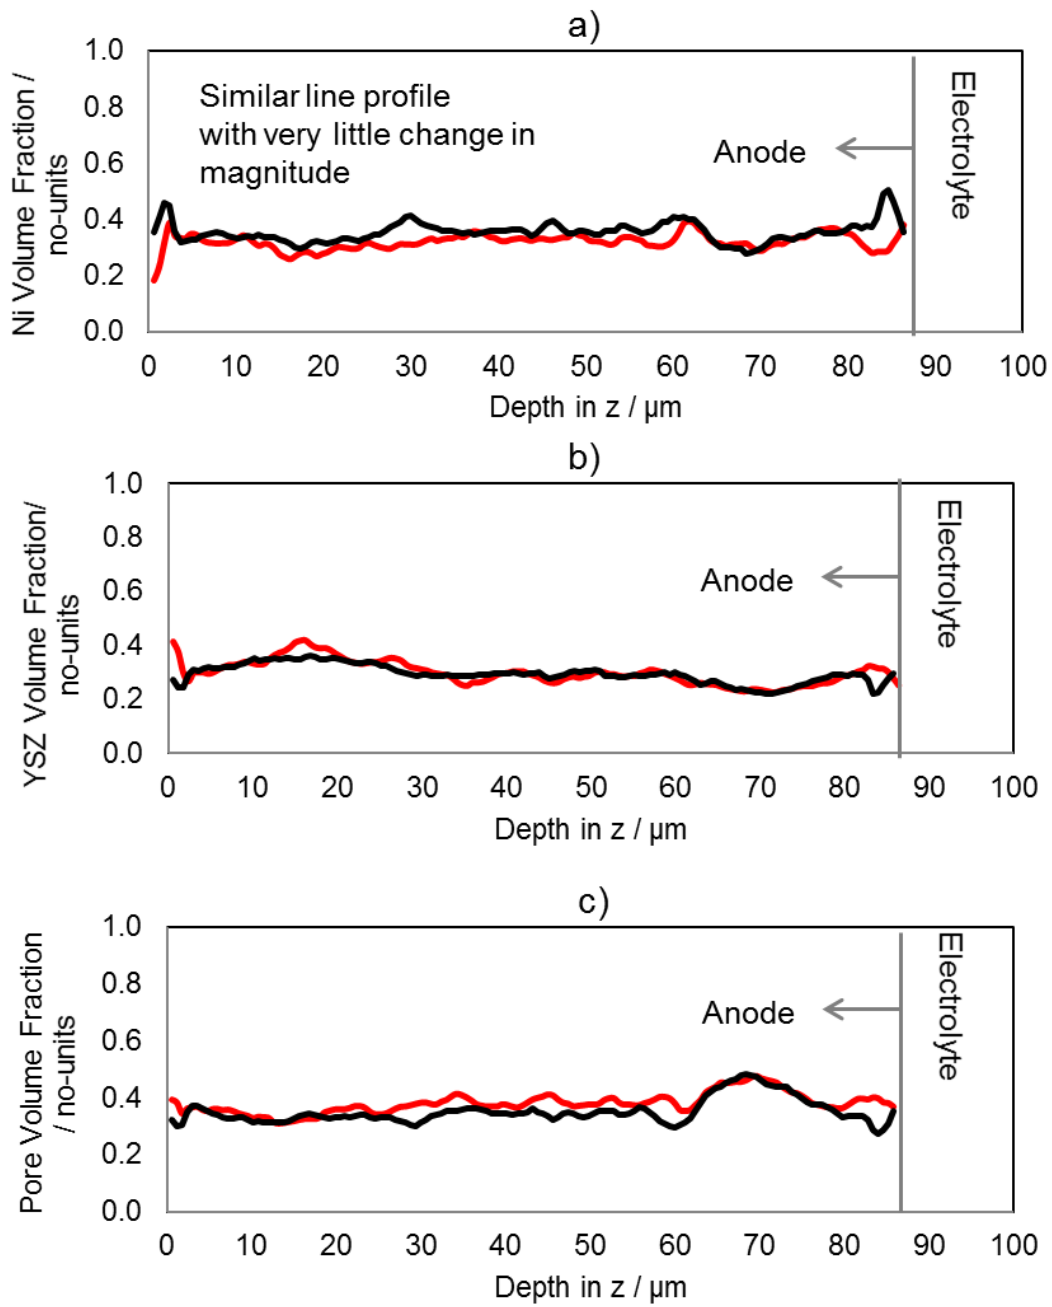 a)
Ni Volume Fraction /
no-units
1.0
0.8
0.6
0.4
0.2
0.0
Similar line profile
with very little change in
magnitude
Anode
Electrolyte
0 10 20 30 40 50 60 70 80 90 100
Depth in z / µm
b)
YSZ Volume Fraction/
no-units
1.0
0.8
0.6
0.4
0.2
0.0
Anode
Electrolyte
0 10 20 30 40 50 60 70 80 90 100
Depth in z / µm
c)
Pore Volume Fraction
/ no-units
1.0
0.8
0.6
0.4
0.2
0.0
Anode
Electrolyte
0 10 20 30 40 50 60 70 80 90 100
Depth in z / µm